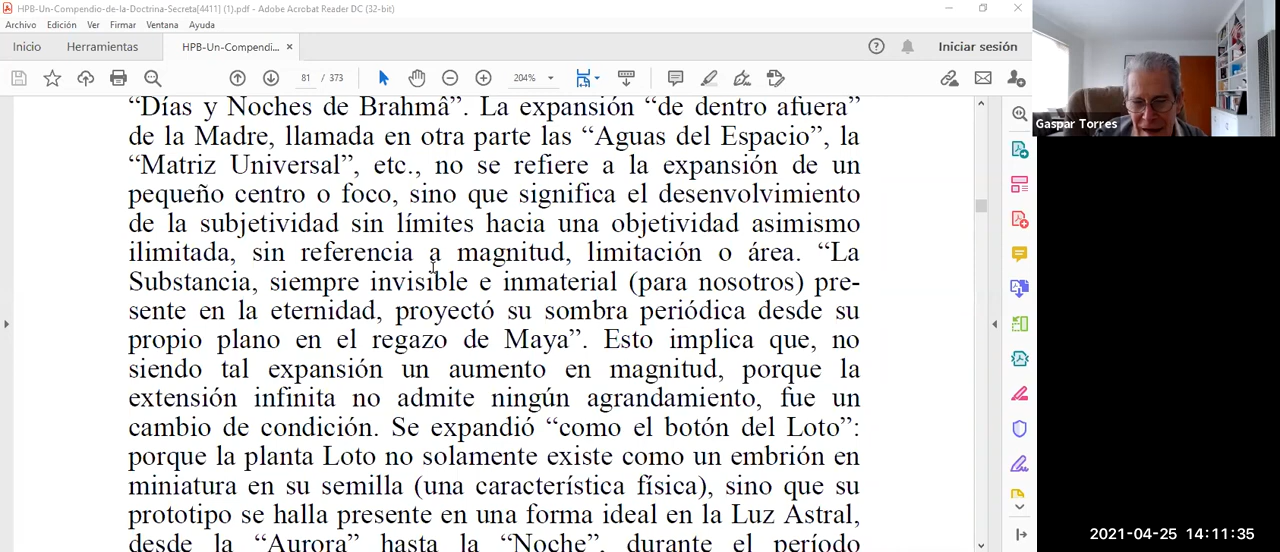 HPB-Un-Compendio-de-la-Doctrina-Secreta[4411] (1).pdf - Adobe Acrobat Reader DC (32-bit)
Archivo Edición Ver Firmar Ventana Ayuda
Inicio Herramientas HPB-Un-Compendi... × Iniciar sesión
81 / 373 204%
“Días y Noches de Brahmâ”. La expansión “de dentro afuera”
de la Madre, llamada en otra parte las “Aguas del Espacio”, la
“Matriz Universal”, etc., no se refiere a la expansión de un
pequeño centro o foco, sino que significa el desenvolvimiento
de la subjetividad sin límites hacia una objetividad asimismo
ilimitada, sin referencia a magnitud, limitación o área. “La
Substancia, siempre invisible e inmaterial (para nosotros) pre-
sente en la eternidad, proyectó su sombra periódica desde su
propio plano en el regazo de Maya”. Esto implica que, no
siendo tal expansión un aumento en magnitud, porque la
extensión infinita no admite ningún agrandamiento, fue un
cambio de condición. Se expandió “como el botón del Loto”:
porque la planta Loto no solamente existe como un embrión en
miniatura en su semilla (una característica física), sino que su
prototipo se halla presente en una forma ideal en la Luz Astral,
desde la “Aurora” hasta la “Noche”, durante el período
Gaspar Torres
2021-04-25 14:11:35